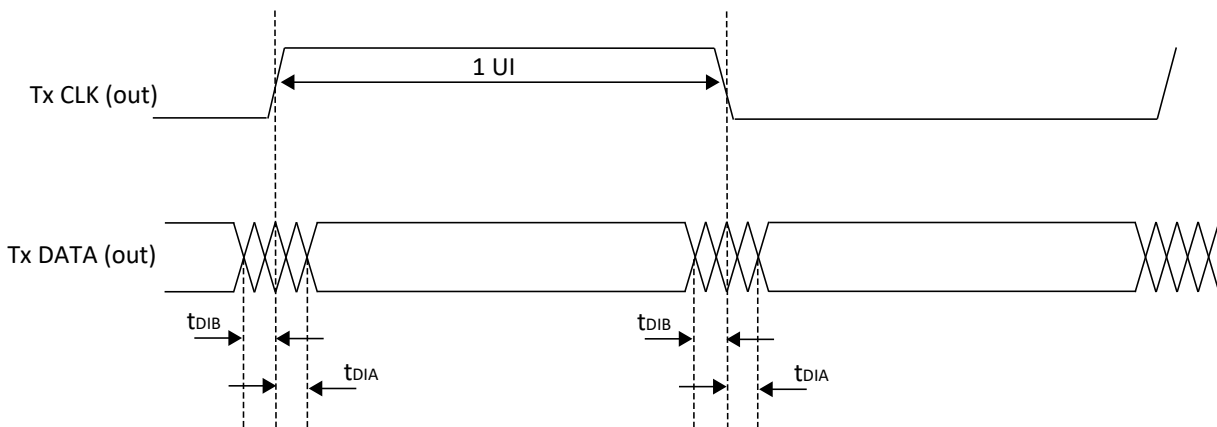 1 UI
Tx CLK (out)
Tx DATA (out)
tDIB
tDIB
tDIA
tDIA